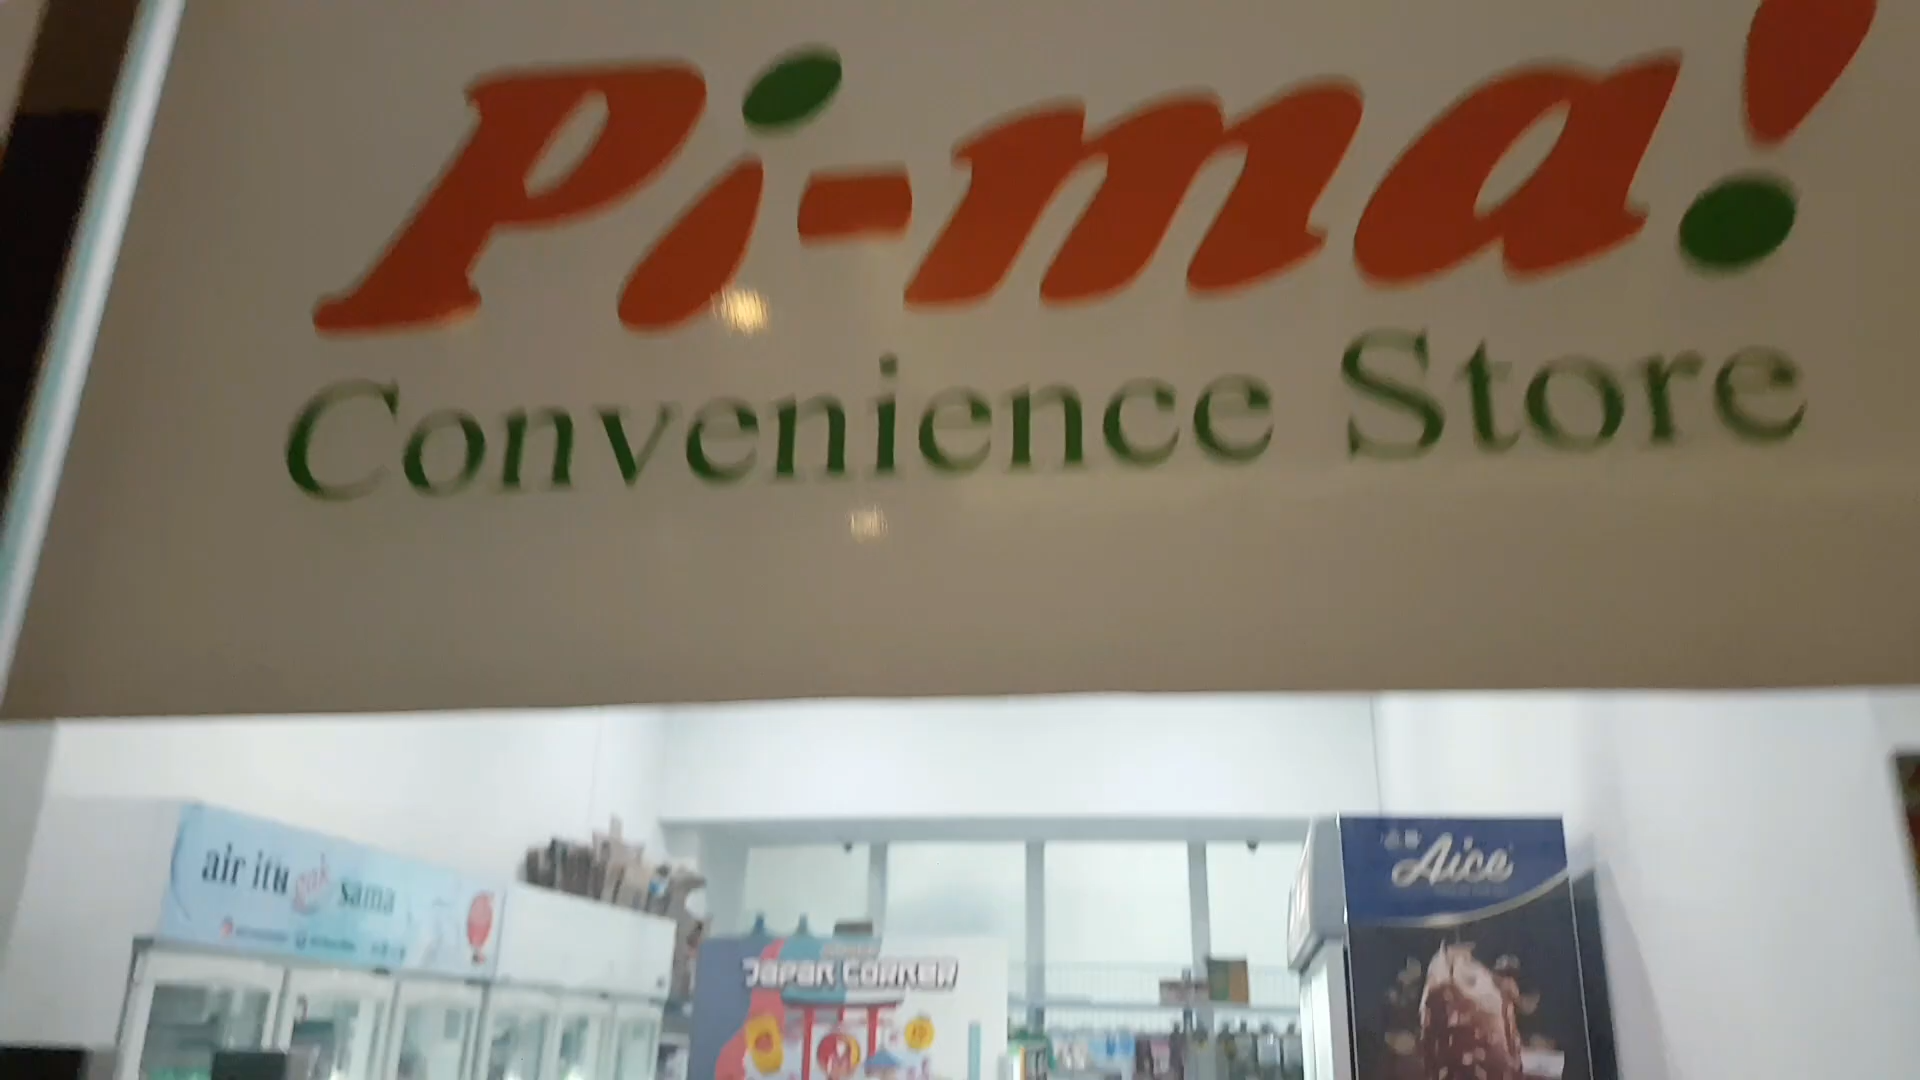 Pi-ma!
Convenience Store
air itu gak sama
Aice
JAPAN CORNER